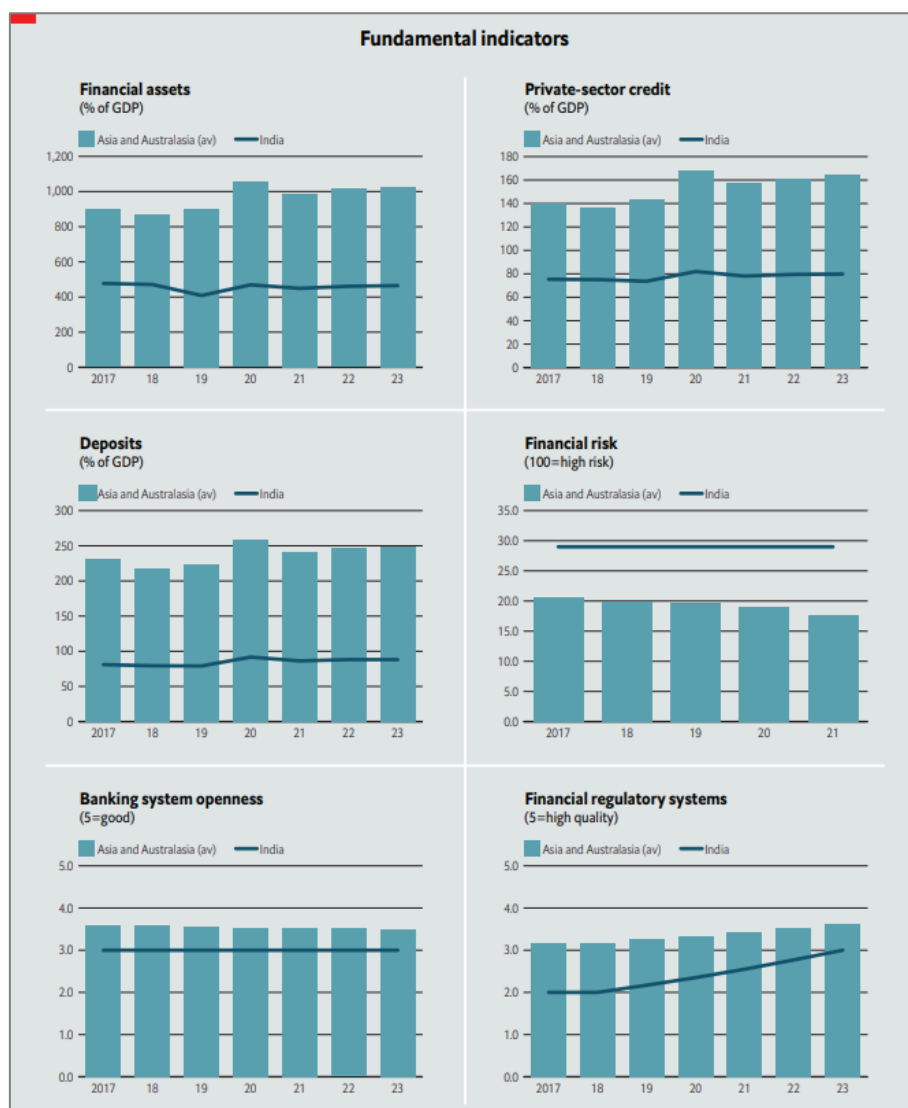 Fundamental indicators
Financial assets
(% of GDP)
Asia and Australasia (av) India
1,200
1,000
800
600
400
200
0
2017 18 19 20 21 22 23
Private-sector credit
(% of GDP)
Asia and Australasia (av) India
180
160
140
120
100
80
60
40
20
0
2017 18 19 20 21 22 23
Deposits
(% of GDP)
Asia and Australasia (av) India
300
250
200
150
100
50
0
2017 18 19 20 21 22 23
Financial risk
(100=high risk)
Asia and Australasia (av) India
35.0
30.0
25.0
20.0
15.0
10.0
5.0
0.0
2017 18 19 20 21
Banking system openness
(5=good)
Asia and Australasia (av) India
5.0
4.0
3.0
2.0
1.0
0.0
2017 18 19 20 21 22 23
Financial regulatory systems
(5=high quality)
Asia and Australasia (av) India
5.0
4.0
3.0
2.0
1.0
0.0
2017 18 19 20 21 22 23